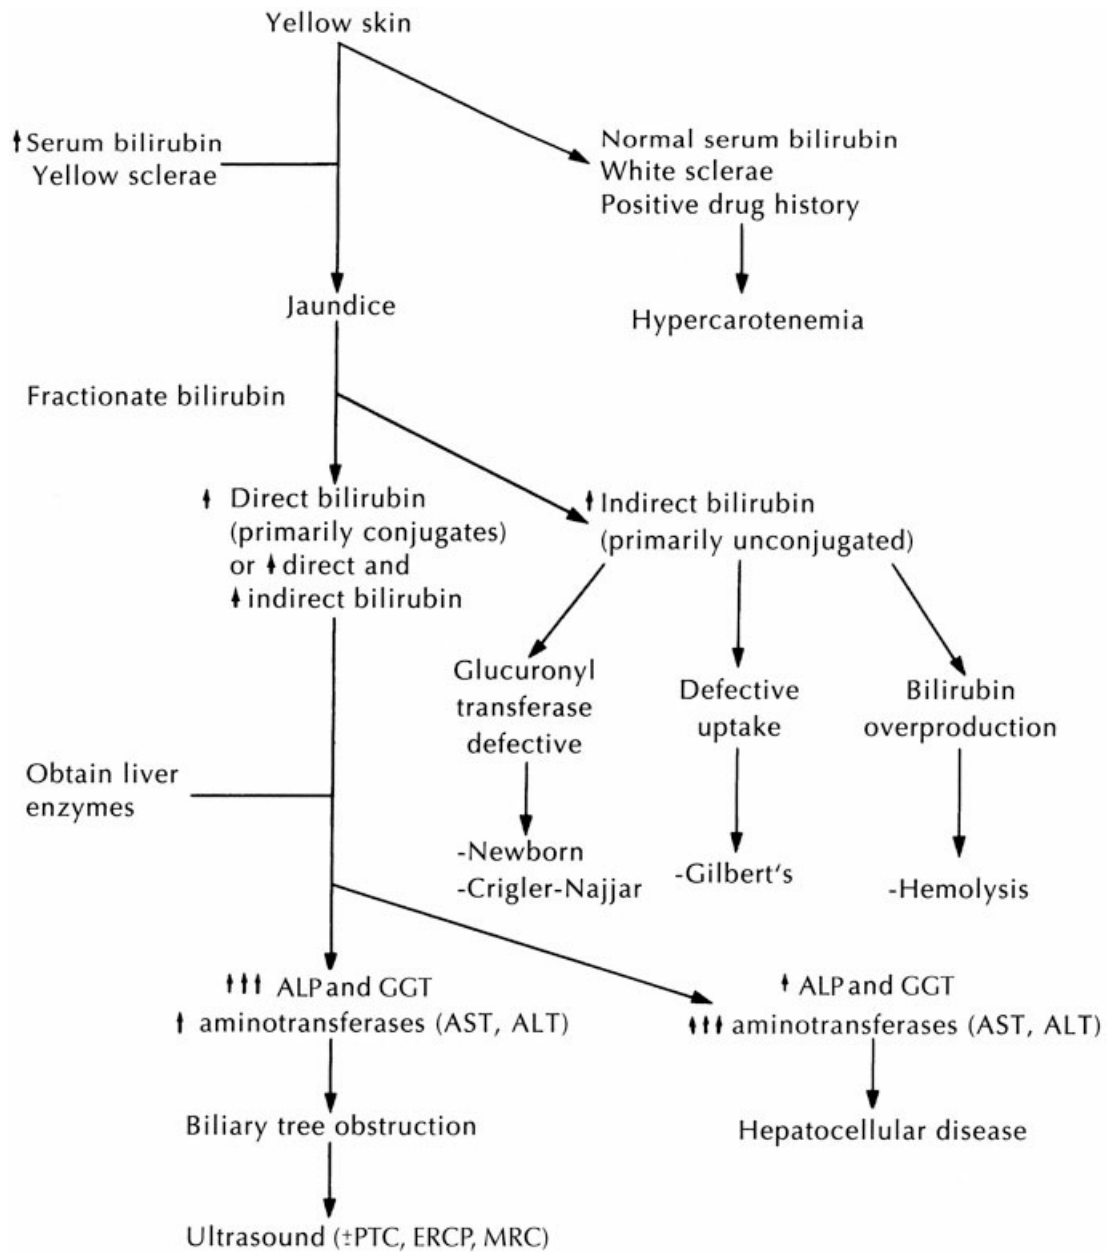 Yellow skin
↑Serum bilirubin
Yellow sclerae
Normal serum bilirubin
White sclerae
Positive drug history
Jaundice
Hypercarotenemia
Fractionate bilirubin
↑ Direct bilirubin
(primarily conjugates)
or ↑direct and
↑indirect bilirubin
↑Indirect bilirubin
(primarily unconjugated)
Glucuronyl
transferase
defective
Defective
uptake
Bilirubin
overproduction
Obtain liver
enzymes
-Newborn
-Crigler-Najjar
-Gilbert's
-Hemolysis
↑↑↑ ALP and GGT
↑ aminotransferases (AST, ALT)
↑ ALP and GGT
↑↑↑ aminotransferases (AST, ALT)
Biliary tree obstruction
Hepatocellular disease
Ultrasound (±PTC, ERCP, MRC)